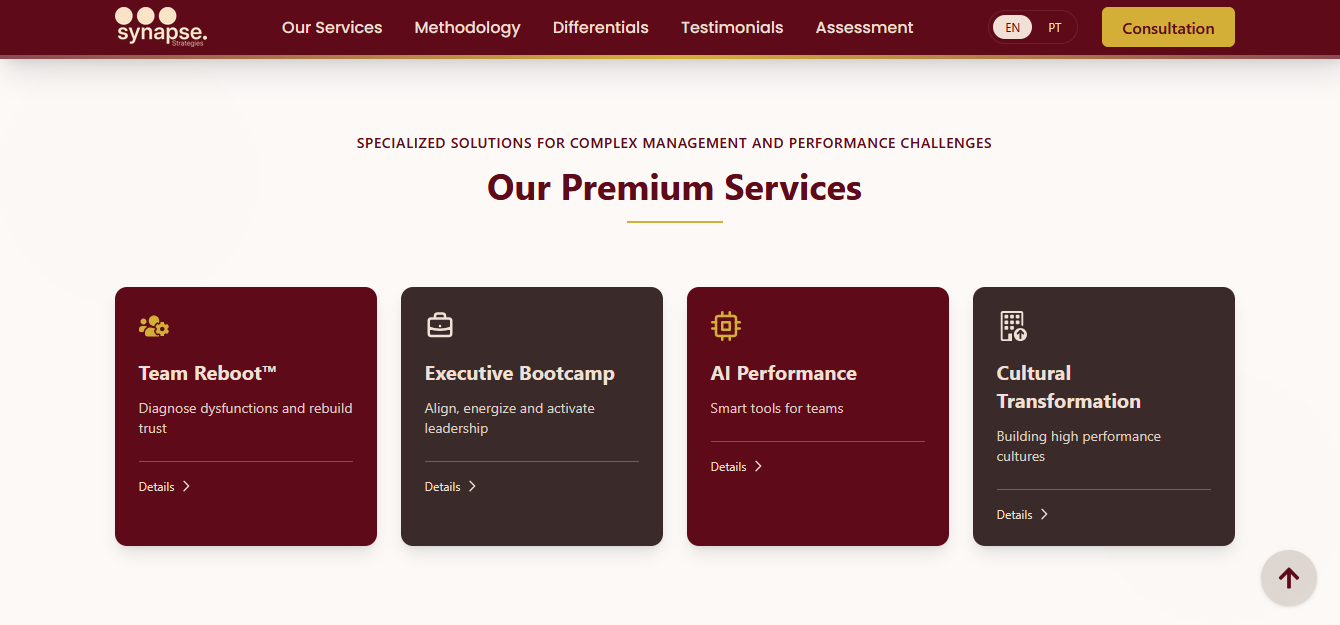 synapse.
Strategies
Our Services
Methodology
Differentials
Testimonials
Assessment
EN
PT
Consultation
SPECIALIZED SOLUTIONS FOR COMPLEX MANAGEMENT AND PERFORMANCE CHALLENGES
Our Premium Services
Team Reboot™
Diagnose dysfunctions and rebuild
trust
Details
Executive Bootcamp
Align, energize and activate
leadership
Details
AI Performance
Smart tools for teams
Details
Cultural
Transformation
Building high performance
cultures
Details